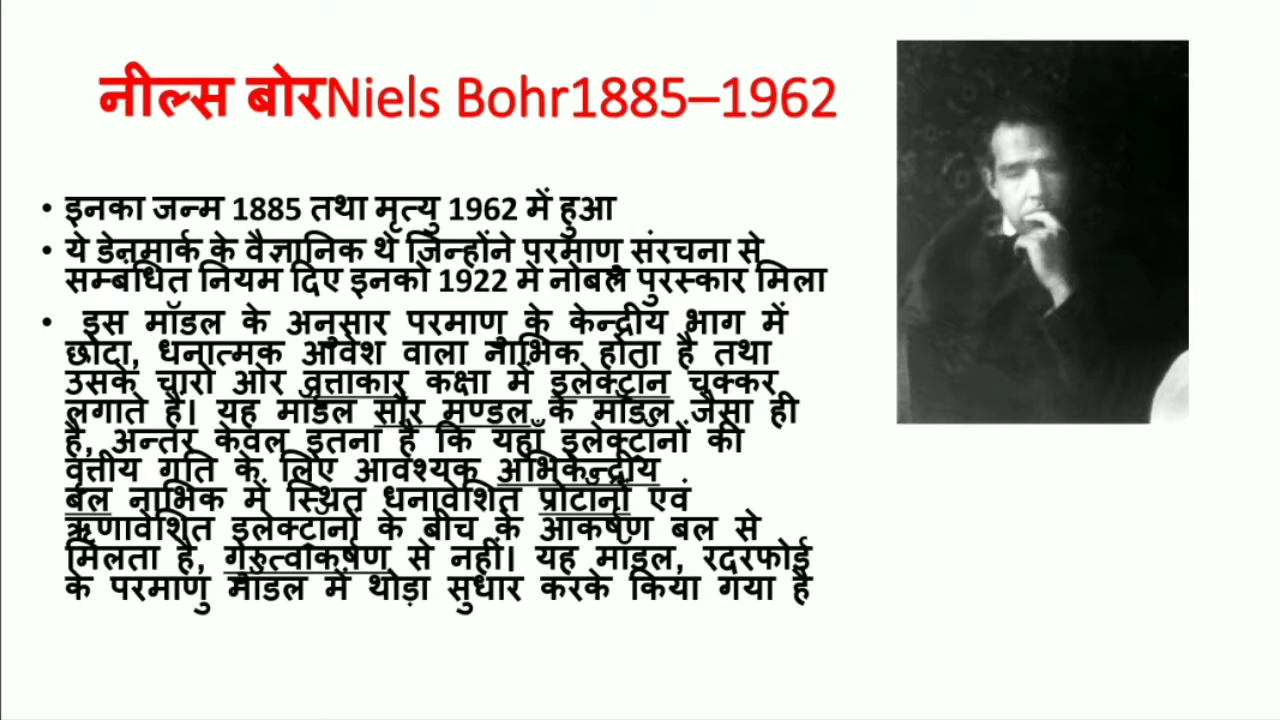 नील्स बोरNiels Bohr1885–1962
• इनका जन्म 1885 तथा मृत्यु 1962 में हुआ
• ये डेनमार्क के वैज्ञानिक थे जिन्होंने परमाणु संरचना से
सम्बंधित नियम दिए इनको 1922 में नोबल पुरस्कार मिला
• इस मॉडल के अनुसार परमाणु के केन्द्रीय भाग में
छोटा, धनात्मक आवेश वाला नाभिक होता है तथा
उसके चारो ओर वृत्ताकार कक्षा में इलेक्ट्रॉन चक्कर
लगाते हैं। यह मॉडल सौर मण्डल के मॉडल जैसा ही
है, अन्तर केवल इतना है कि यहाँ इलेक्ट्रॉनों की
वृत्तीय गति के लिए आवश्यक अभिकेन्द्रीय
बल नाभिक में स्थित धनावेशित प्रोटॉनों एवं
ऋणावेशित इलेक्ट्रॉनों के बीच के आकर्षण बल से
मिलता है, गुरुत्वाकर्षण से नहीं। यह मॉडल, रदरफोर्ड
के परमाणु मॉडल में थोड़ा सुधार करके किया गया है